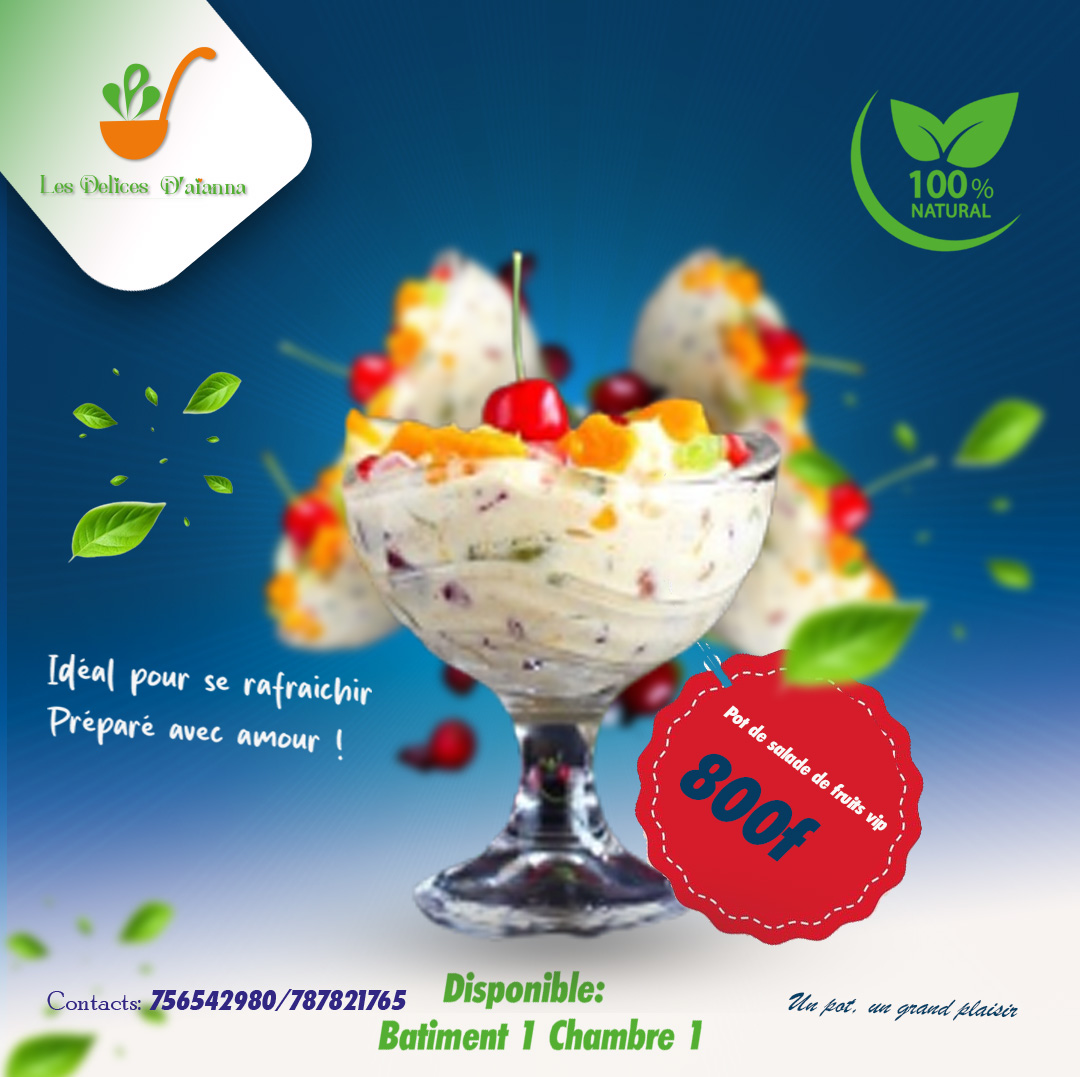 Les Delices D'aianna
100%
NATURAL
Idéal pour se rafraichir
Préparé avec amour !
Pot de salade de fruits vip
800f
Contacts: 756542980/787821765
Disponible:
Batiment 1 Chambre 1
Un pot, un grand plaisir